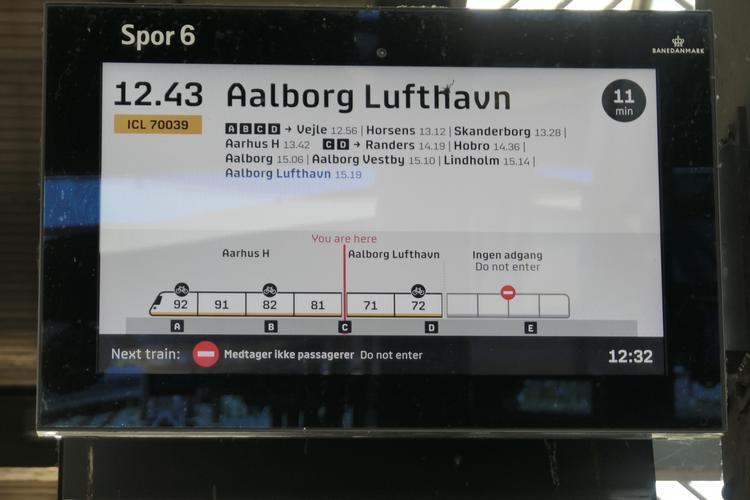 Spor 6
BANEDANMARK
12.43 Aalborg Lufthavn 11 min
ICL 70039
A B C D → Vejle 12.56 | Horsens 13.12 | Skanderborg 13.28 |
Aarhus H 13.42 C D → Randers 14.19 | Hobro 14.36 |
Aalborg 15.06 | Aalborg Vestby 15.10 | Lindholm 15.14 |
Aalborg Lufthavn 15.19
You are here
Aarhus H Aalborg Lufthavn Ingen adgang
Do not enter
92 91 82 81 71 72
A B C D E
Next train: Medtager ikke passagerer Do not enter 12:32